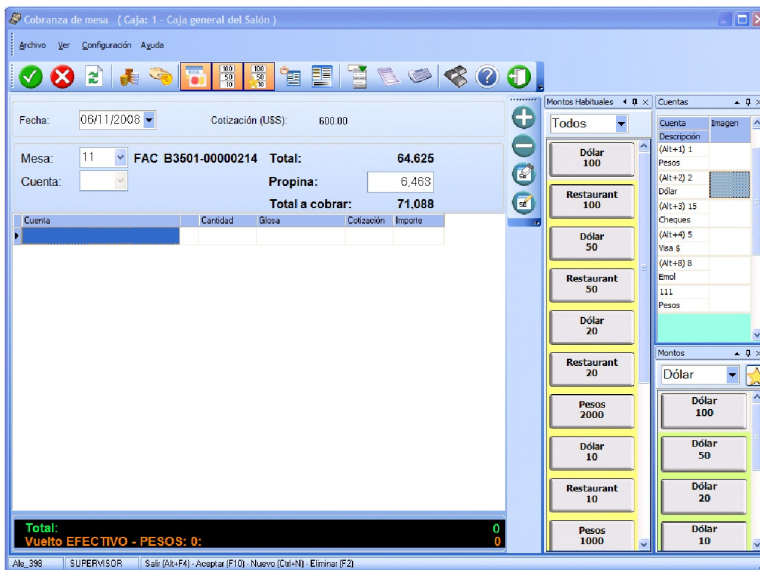 Cobranza de mesa   ( Caja: 1 - Caja general del Salón )
Archivo Ver Configuración Ayuda
100 50 10
100 50 10
Fecha: 06/11/2008 Cotización (U$S): 600.00
Mesa: 11 FAC B3501-00000214 Total: 64,625
Cuenta: Propina: 6,463
Total a cobrar: 71,088
Cuenta Cantidad Glosa Cotización Importe
Total: 0
Vuelto EFECTIVO - PESOS: 0: 0
Montos Habituales
Todos
Dólar
100
Restaurant
100
Dólar
50
Restaurant
50
Dólar
20
Restaurant
20
Pesos
2000
Dólar
10
Restaurant
10
Pesos
1000
Cuentas
Cuenta Imagen
Descripción
(Alt+1) 1
Pesos
(Alt+2) 2
Dólar
(Alt+3) 15
Cheques
(Alt+4) 5
Visa $
(Alt+8) 8
Emol
111
Pesos
Montos
Dólar
Dólar
100
Dólar
50
Dólar
20
Dólar
10
Ale_398 SUPERVISOR Salir (Alt+F4) - Aceptar (F10) - Nuevo (Ctrl+N) - Eliminar (F2)